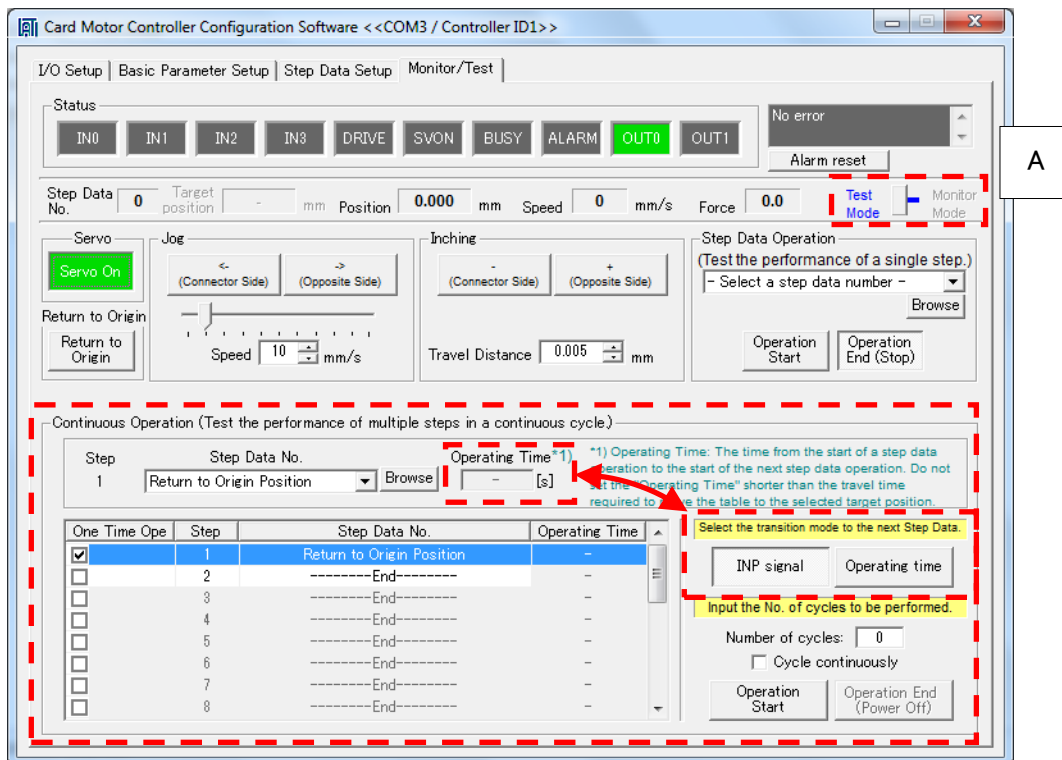 Card Motor Controller Configuration Software <<COM3 / Controller ID1>>
I/O Setup Basic Parameter Setup Step Data Setup Monitor/Test
Status
IN0 IN1 IN2 IN3 DRIVE SVON BUSY ALARM OUT0 OUT1
No error
Alarm reset
A
Step Data No. 0 Target position - mm Position 0.000 mm Speed 0 mm/s Force 0.0 Test Mode Monitor Mode
Servo
Servo On
Return to Origin
Return to Origin
Jog
<-
(Connector Side)
->
(Opposite Side)
Speed 10 mm/s
Inching
-
(Connector Side)
+
(Opposite Side)
Travel Distance 0.005 mm
Step Data Operation
(Test the performance of a single step.)
- Select a step data number -
Browse
Operation Start
Operation End (Stop)
Continuous Operation (Test the performance of multiple steps in a continuous cycle.)
Step
1
Step Data No.
Return to Origin Position Browse
Operating Time*1)
- [s]
*1) Operating Time: The time from the start of a step data
operation to the start of the next step data operation. Do not
set the "Operating Time" shorter than the travel time
required to move the table to the selected target position.
One Time Ope Step Step Data No. Operating Time
1 Return to Origin Position -
2 --------End-------- -
3 --------End-------- -
4 --------End-------- -
5 --------End-------- -
6 --------End-------- -
7 --------End-------- -
8 --------End-------- -
Select the transition mode to the next Step Data.
INP signal Operating time
Input the No. of cycles to be performed.
Number of cycles: 0
Cycle continuously
Operation Start
Operation End (Power Off)